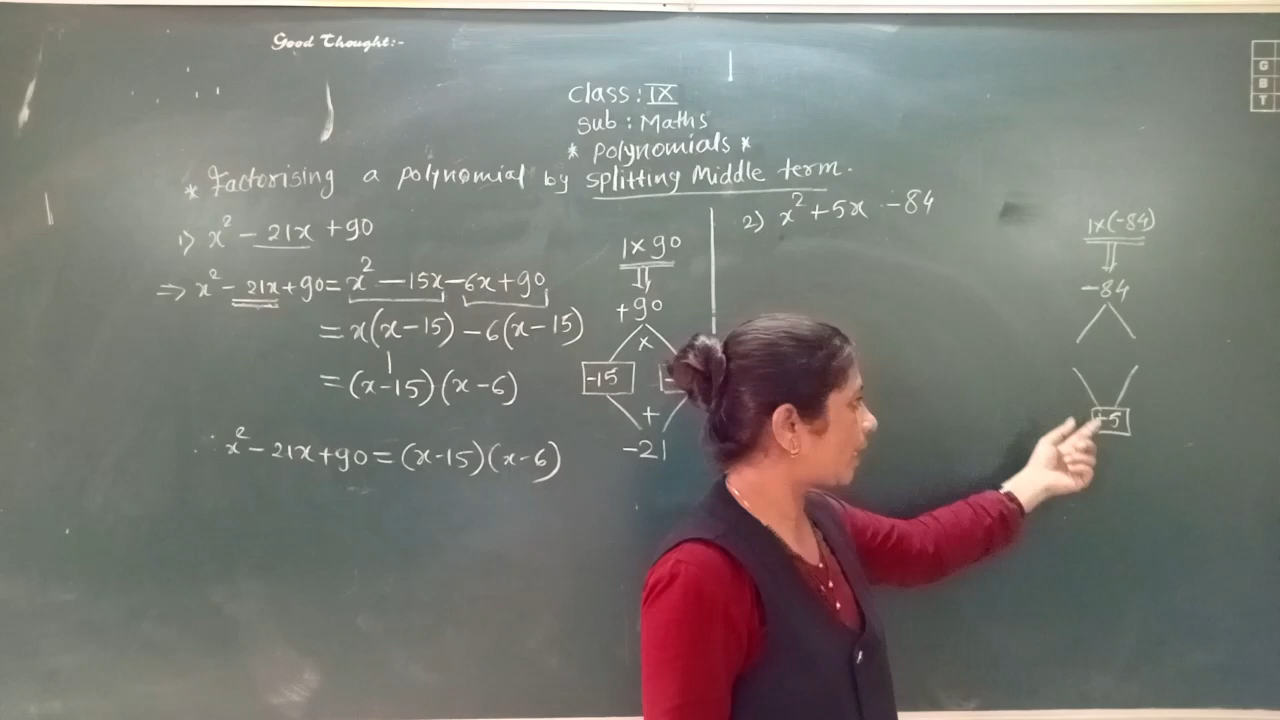 Good Thought:-
G
B
T
Class: IX
Sub : Maths
* Polynomials *
* Factorising a polynomial by splitting Middle term.
1) x² - 21x + 90
=> x² - 21x + 90 = x² - 15x - 6x + 90
= x(x-15) - 6(x-15)
= (x-15)(x-6)
∴ x² - 21x + 90 = (x-15)(x-6)
1 x 90
+90
x
-15
+
-21
2) x² + 5x - 84
1x(-84)
-84
+5